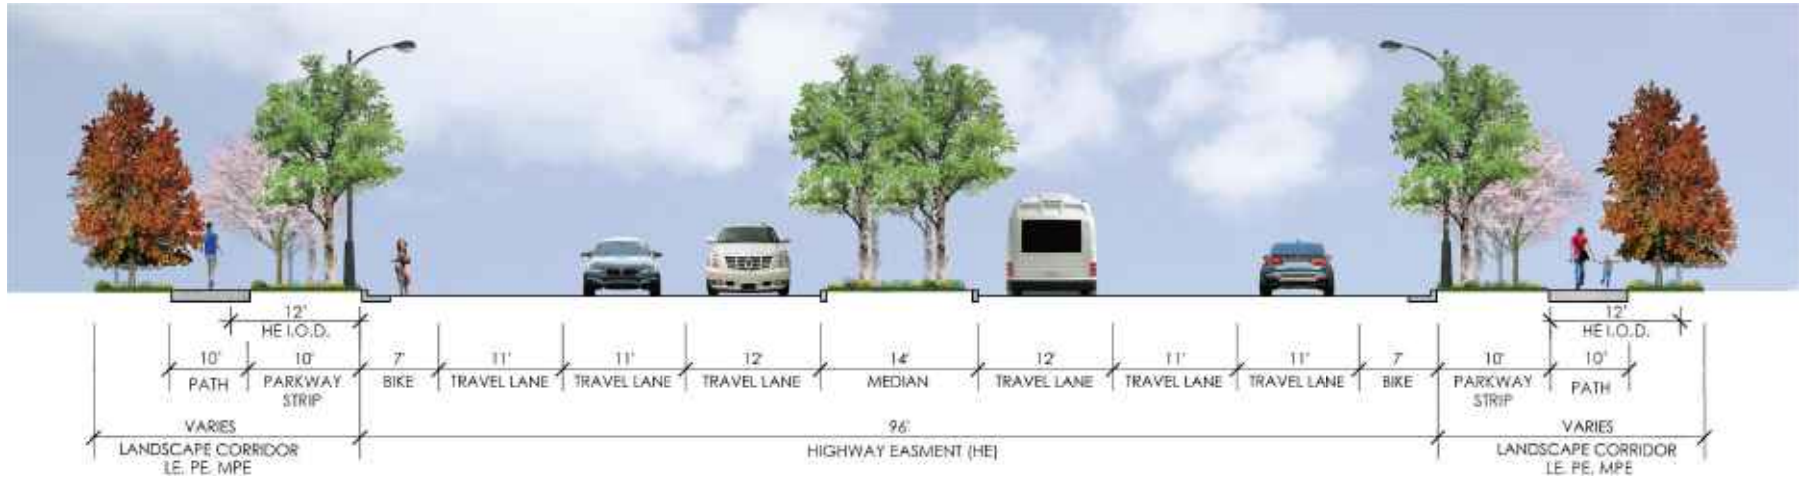 12'
HE I.O.D.
12'
HE I.O.D.
10'
10'
7'
11'
11'
12'
14'
12'
11'
11'
7'
10'
10'
PATH
PARKWAY
STRIP
BIKE
TRAVEL LANE
TRAVEL LANE
TRAVEL LANE
MEDIAN
TRAVEL LANE
TRAVEL LANE
TRAVEL LANE
BIKE
PARKWAY
STRIP
PATH
VARIES
LANDSCAPE CORRIDOR
LE, PE, MPE
96'
HIGHWAY EASMENT (HE)
VARIES
LANDSCAPE CORRIDOR
LE, PE, MPE